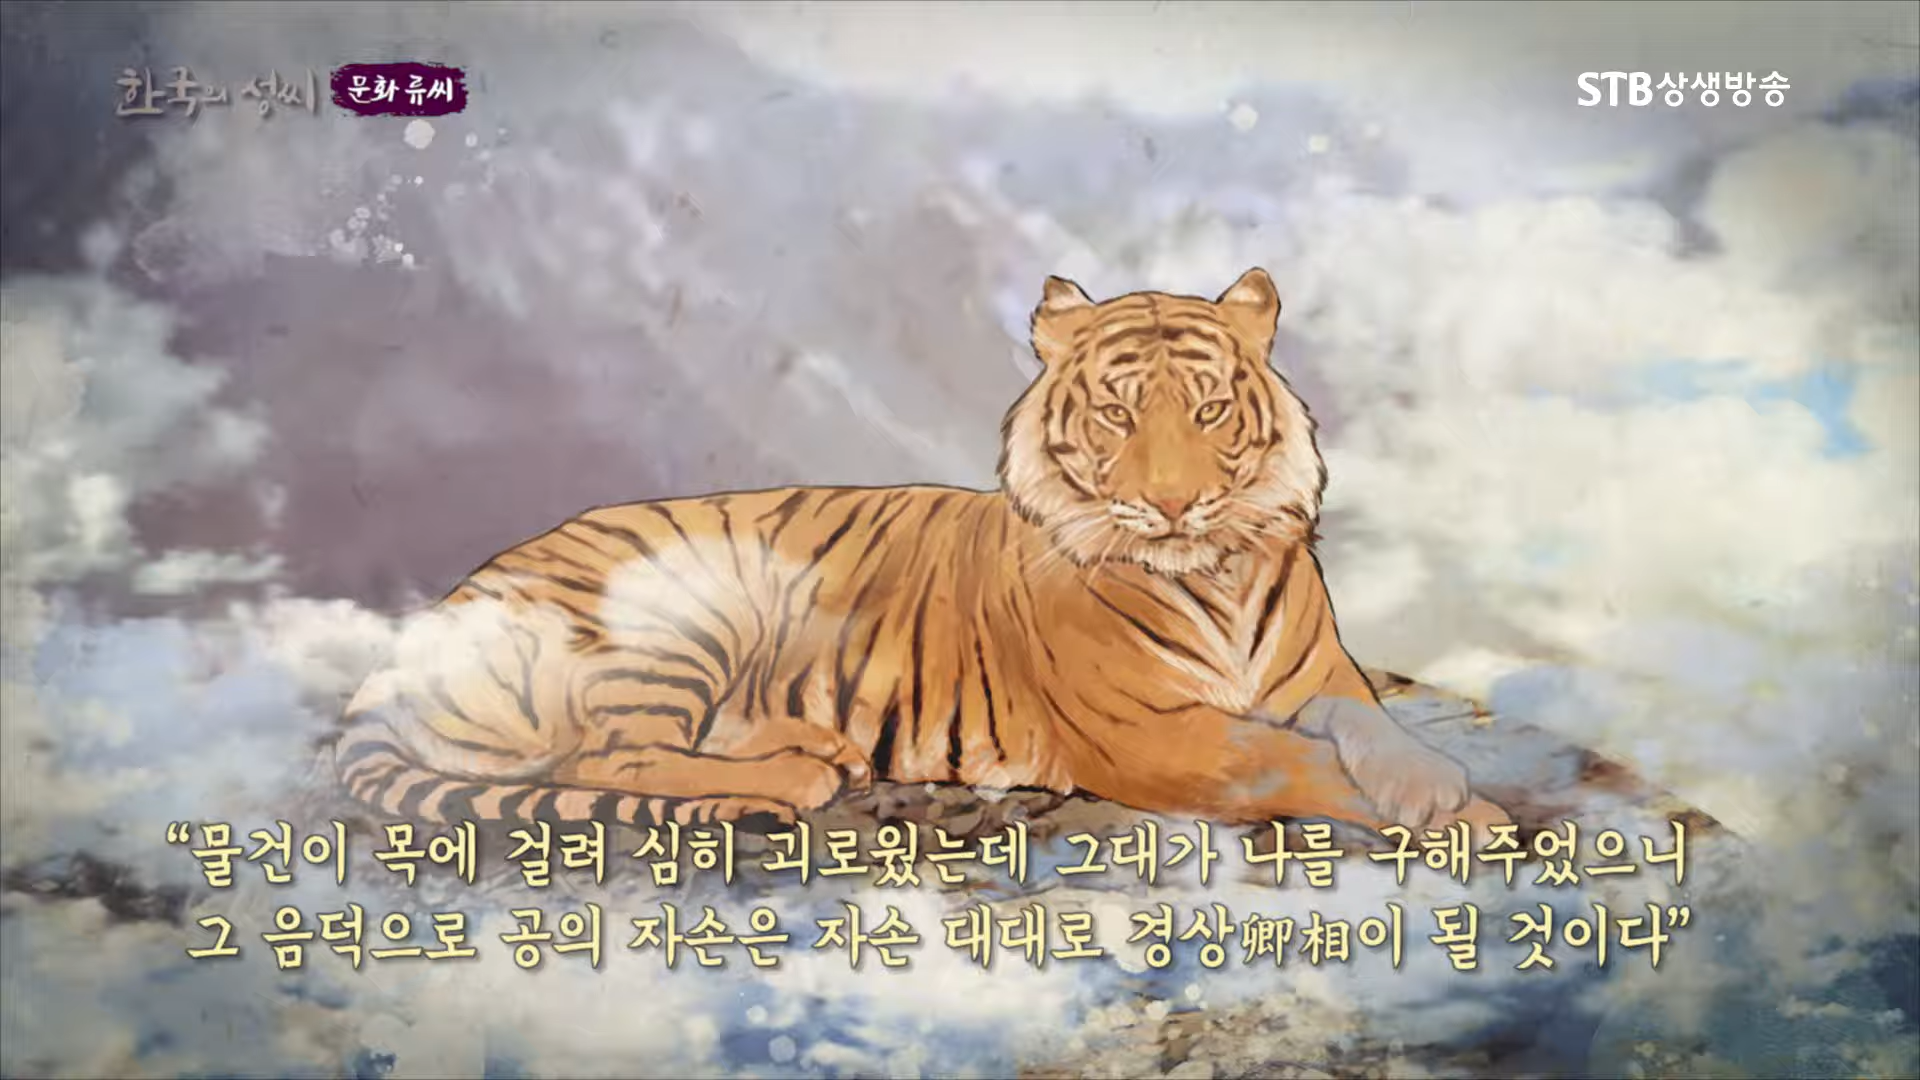 한국의 성씨 문화 류씨
STB상생방송
“물건이 목에 걸려 심히 괴로웠는데 그대가 나를 구해주었으니
그 음덕으로 공의 자손은 자손 대대로 경상卿相이 될 것이다”